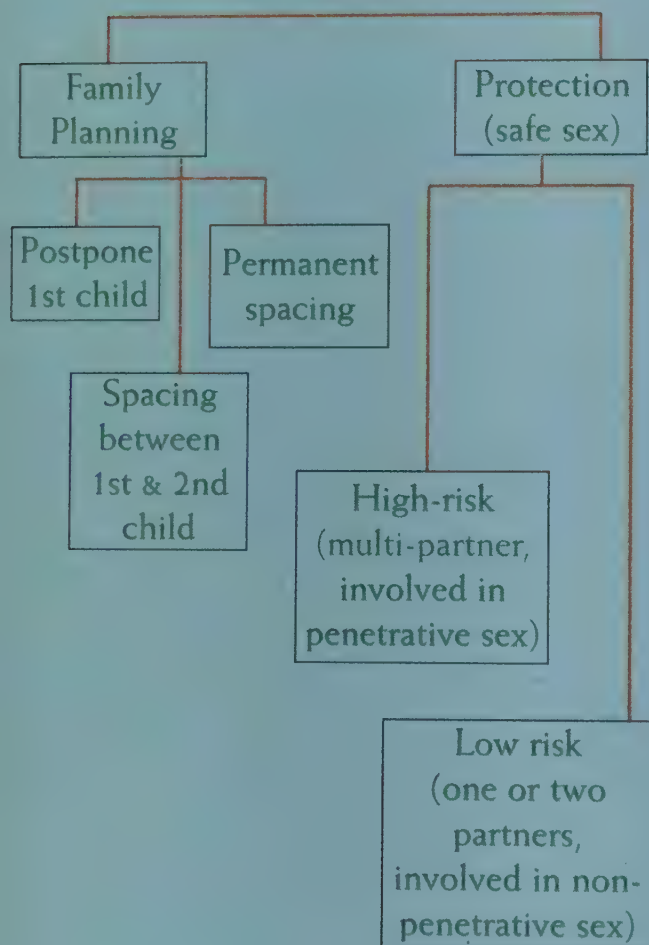 Family
Planning
Protection
(safe sex)
Postpone
1st child
Permanent
spacing
Spacing
between
1st & 2nd
child
High-risk
(multi-partner,
involved in
penetrative sex)
Low risk
(one or two
partners,
involved in non-
penetrative sex)